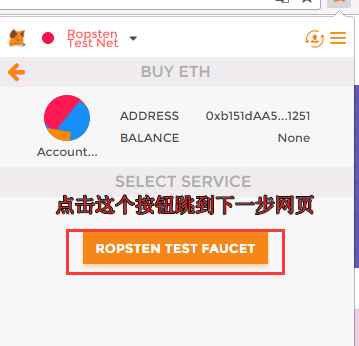 Ropsten
Test Net
BUY ETH
ADDRESS 0xb151dAA5...1251
BALANCE None
Account...
SELECT SERVICE
点击这个按钮跳到下一步网页
ROPSTEN TEST FAUCET